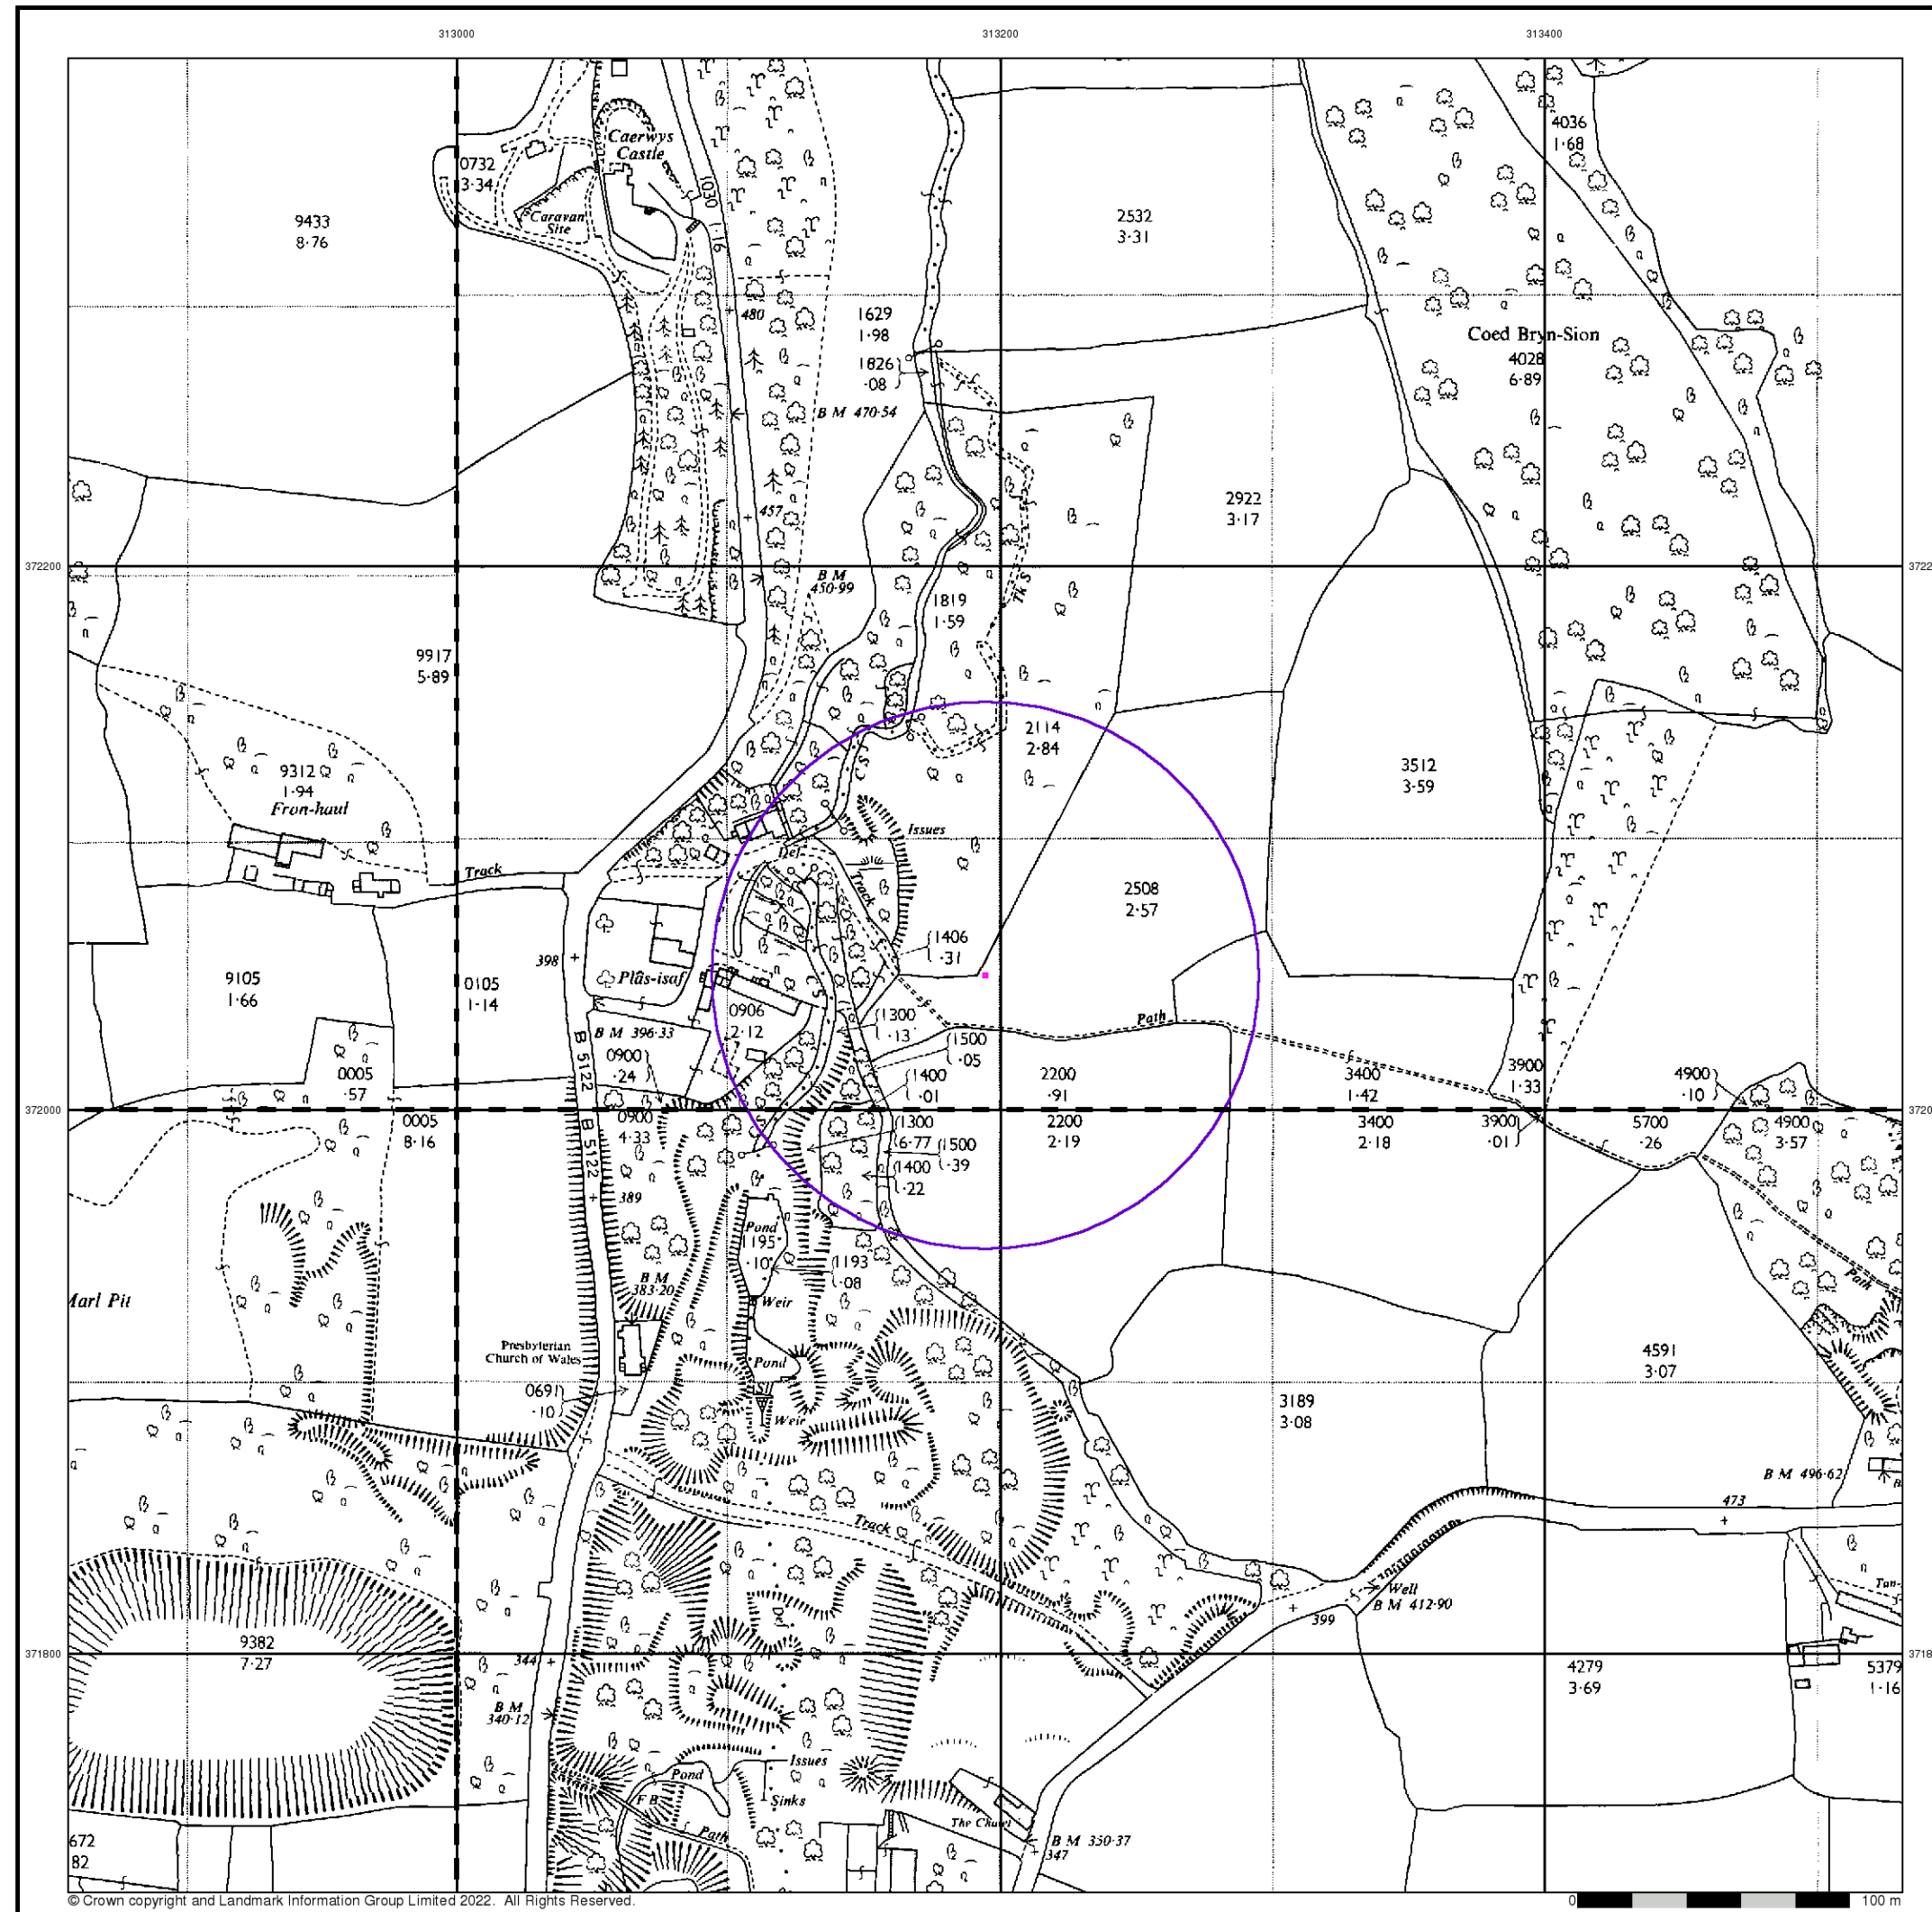 313000
313200
313400
Caerwys
Castle
0732
3·34
Caravan
Site
1030
1·16
9433
8·76
2532
3·31
4036
1·68
480
1629
1·98
1826
·08
Coed Bryn-Sion
4028
6·89
B M 470·54
457
2922
3·17
372200
B M
450·99
1819
1·59
Tk S
9917
5·89
2114
2·84
C S
3512
3·59
9312
1·94
Fron-haul
Issues
Def
Track
Track
2508
2·57
1406
·31
398
Plâs-isaf
9105
1·66
0105
1·14
C S
0906
2·12
B M 396·33
B 5122
1300
·13
Path
1500
·05
0900
·24
0005
·57
1400
·01
2200
·91
3400
1·42
3900
1·33
4900
·10
372000
0005
8·16
B 5122
0900
4·33
1300
6·77
1500
·39
1400
·22
2200
2·19
3400
2·18
3900
·01
5700
·26
4900
3·57
389
Pond
1195
·10
1193
·08
B M
383·20
Weir
Path
Marl Pit
Presbyterian
Church of Wales
0691
·10
Pond
Sl
Weir
4591
3·07
3189
3·08
B M 496·62
473
Track
Well
B M 412·90
399
Def
Tan-
371800
9382
7·27
344
B M
340·12
4279
3·69
5379
1·16
Pond
Issues
Sinks
F B
Path
The Chalet
B M 350·37
347
672
82
© Crown copyright and Landmark Information Group Limited 2022. All Rights Reserved.
0
100 m